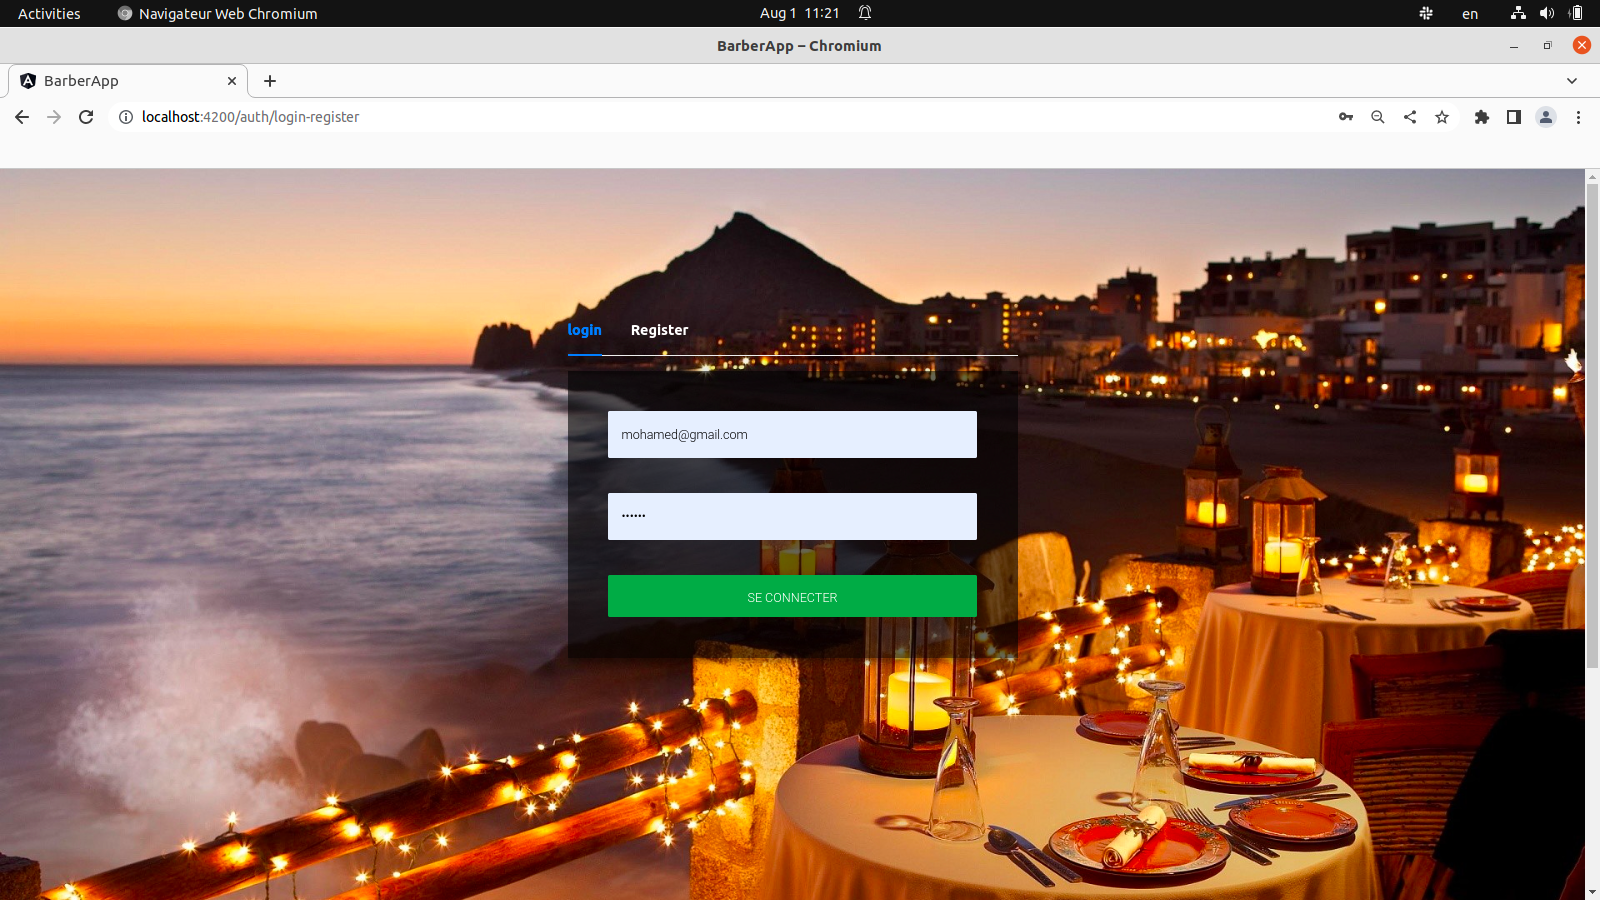 Activities Navigateur Web Chromium Aug 1 11:21 en
BarberApp – Chromium
BarberApp
localhost:4200/auth/login-register
login Register
mohamed@gmail.com
••••••
SE CONNECTER